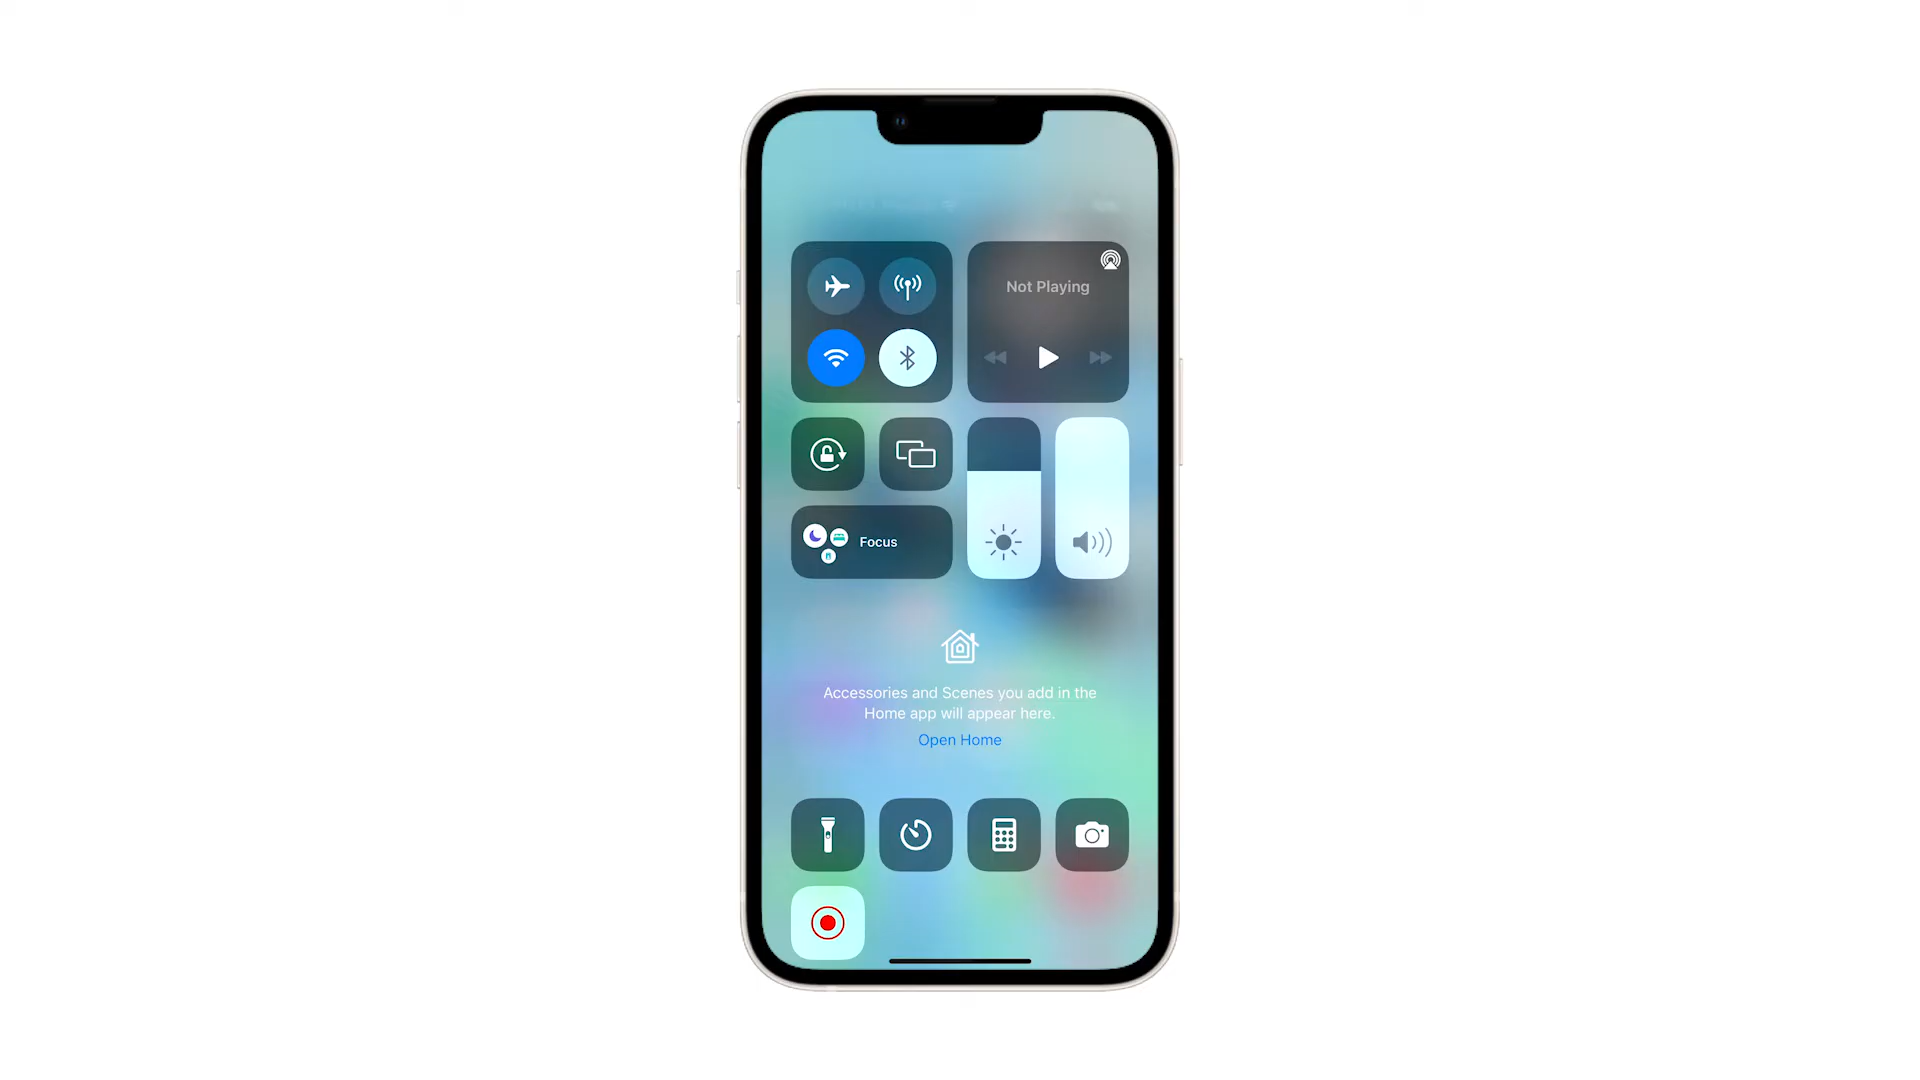 Not Playing
Focus
Accessories and Scenes you add in the
Home app will appear here.
Open Home